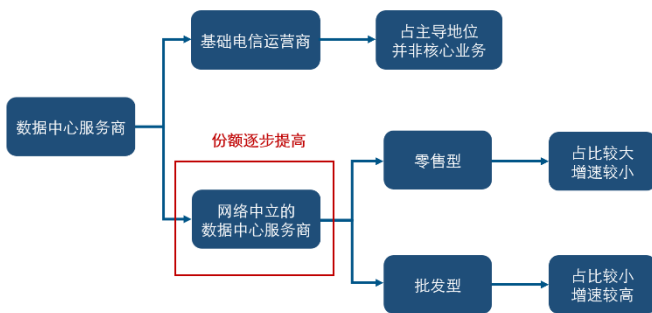 基础电信运营商
占主导地位
并非核心业务
数据中心服务商
份额逐步提高
网络中立的
数据中心服务商
零售型
占比较大
增速较小
批发型
占比较小
增速较高